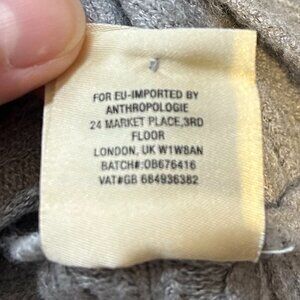 FOR EU-IMPORTED BY
ANTHROPOLOGIE
24 MARKET PLACE,3RD
FLOOR
LONDON, UK W1W8AN
BATCH#:OB676416
VAT#GB 684936382